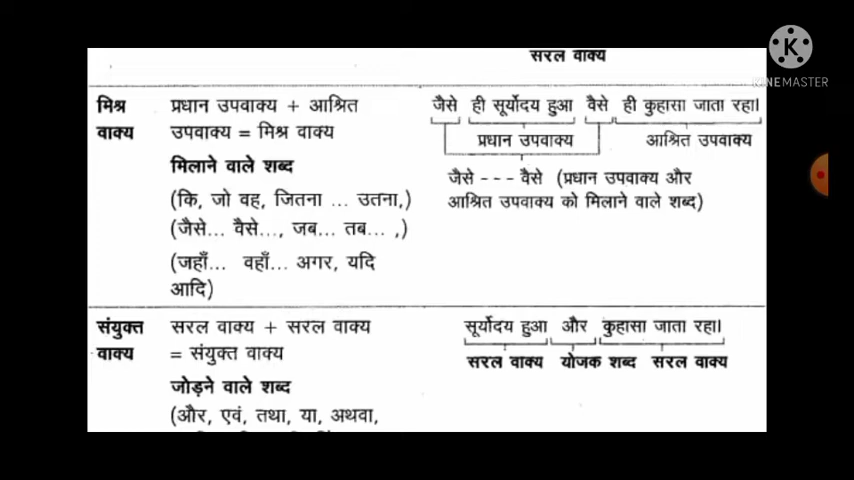 सरल वाक्य
K
KINEMASTER
मिश्र वाक्य
प्रधान उपवाक्य + आश्रित
उपवाक्य = मिश्र वाक्य
मिलाने वाले शब्द
(कि, जो वह, जितना ... उतना,)
(जैसे... वैसे..., जब... तब... ,)
(जहाँ... वहाँ... अगर, यदि
आदि)
जैसे ही सूर्योदय हुआ वैसे ही कुहासा जाता रहा।
प्रधान उपवाक्य आश्रित उपवाक्य
जैसे --- वैसे (प्रधान उपवाक्य और
आश्रित उपवाक्य को मिलाने वाले शब्द)
संयुक्त
वाक्य
सरल वाक्य + सरल वाक्य
= संयुक्त वाक्य
जोड़ने वाले शब्द
(और, एवं, तथा, या, अथवा,
सूर्योदय हुआ और कुहासा जाता रहा।
सरल वाक्य योजक शब्द सरल वाक्य